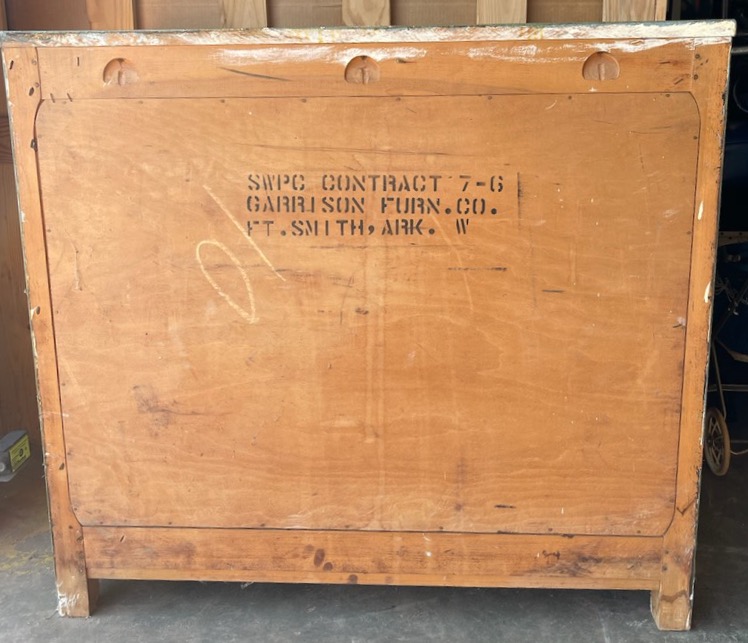 SWPC CONTRACT 7-6
GARRISON FURN.CO.
FT.SMITH, ARK. W